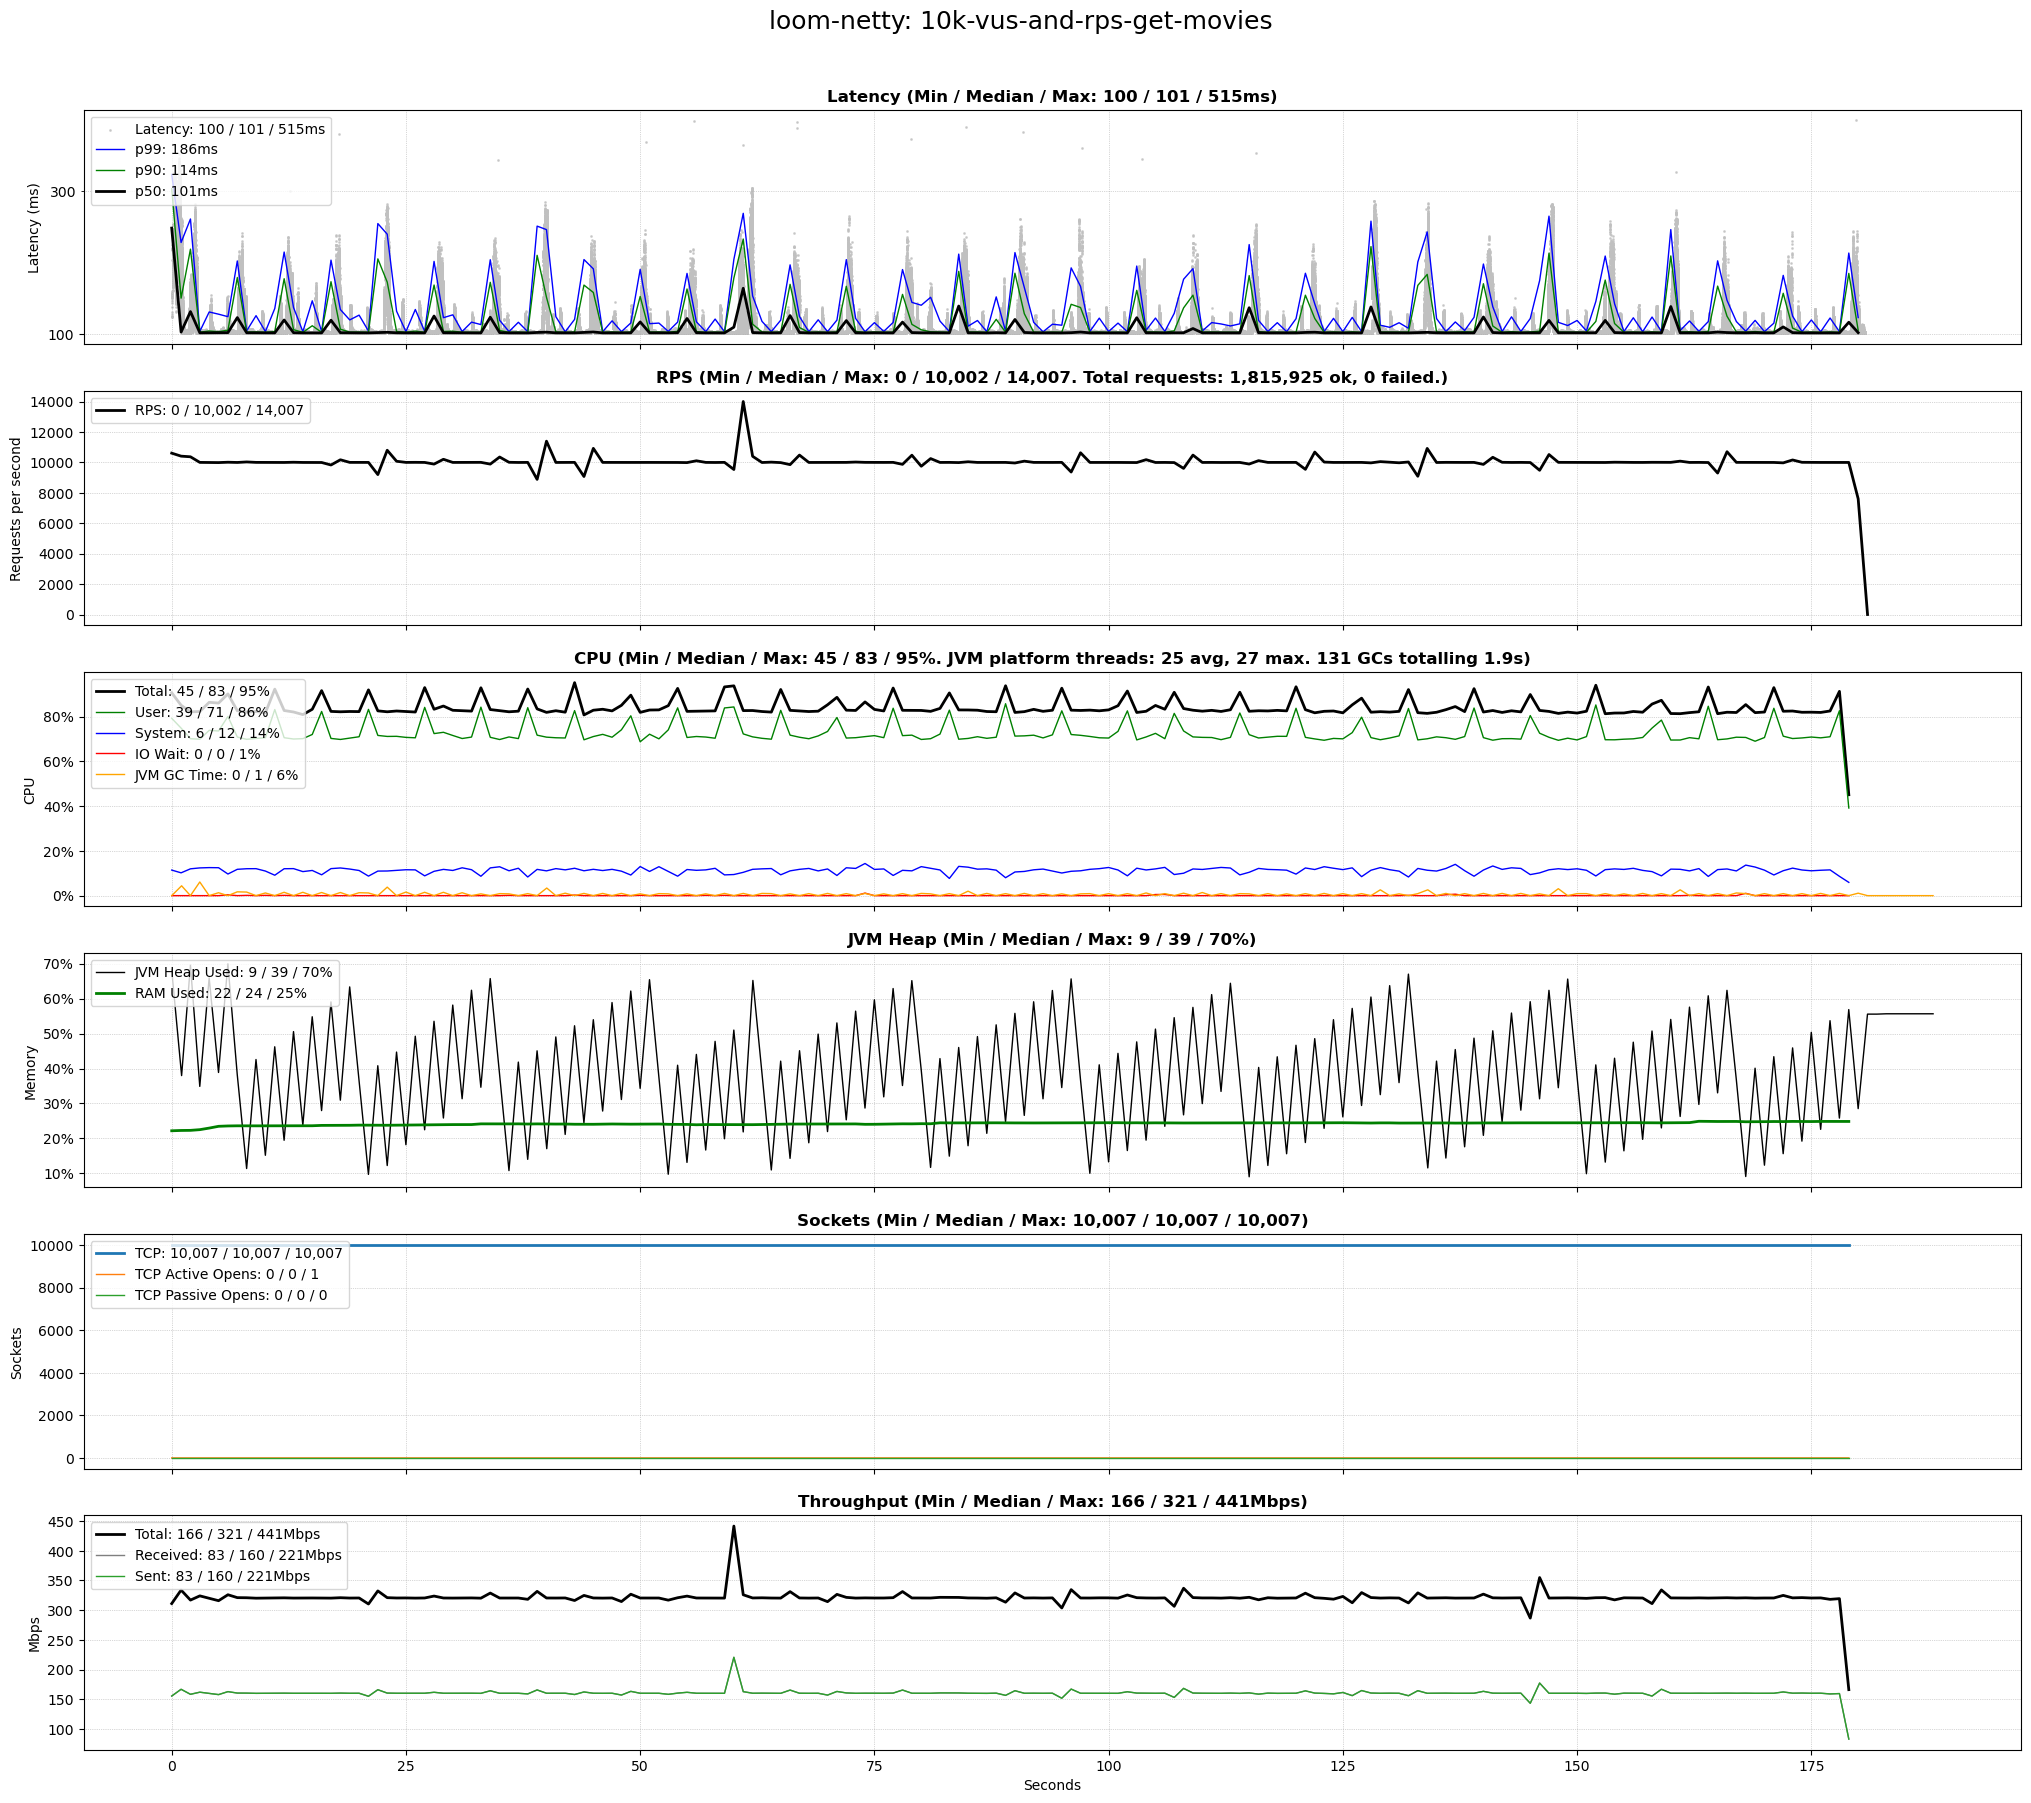 loom-netty: 10k-vus-and-rps-get-movies
Latency (Min / Median / Max: 100 / 101 / 515ms)
Latency: 100 / 101 / 515ms
p99: 186ms
p90: 114ms
p50: 101ms
Latency (ms)
300
100
RPS (Min / Median / Max: 0 / 10,002 / 14,007. Total requests: 1,815,925 ok, 0 failed.)
RPS: 0 / 10,002 / 14,007
Requests per second
14000
12000
10000
8000
6000
4000
2000
0
CPU (Min / Median / Max: 45 / 83 / 95%. JVM platform threads: 25 avg, 27 max. 131 GCs totalling 1.9s)
Total: 45 / 83 / 95%
User: 39 / 71 / 86%
System: 6 / 12 / 14%
IO Wait: 0 / 0 / 1%
JVM GC Time: 0 / 1 / 6%
CPU
80%
60%
40%
20%
0%
JVM Heap (Min / Median / Max: 9 / 39 / 70%)
JVM Heap Used: 9 / 39 / 70%
RAM Used: 22 / 24 / 25%
Memory
70%
60%
50%
40%
30%
20%
10%
Sockets (Min / Median / Max: 10,007 / 10,007 / 10,007)
TCP: 10,007 / 10,007 / 10,007
TCP Active Opens: 0 / 0 / 1
TCP Passive Opens: 0 / 0 / 0
Sockets
10000
8000
6000
4000
2000
0
Throughput (Min / Median / Max: 166 / 321 / 441Mbps)
Total: 166 / 321 / 441Mbps
Received: 83 / 160 / 221Mbps
Sent: 83 / 160 / 221Mbps
Mbps
450
400
350
300
250
200
150
100
0 25 50 75 100 125 150 175
Seconds